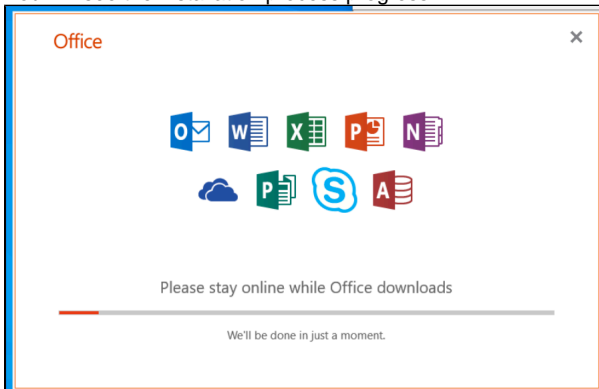 Office
O W X P N
P S A
Please stay online while Office downloads
We'll be done in just a moment.